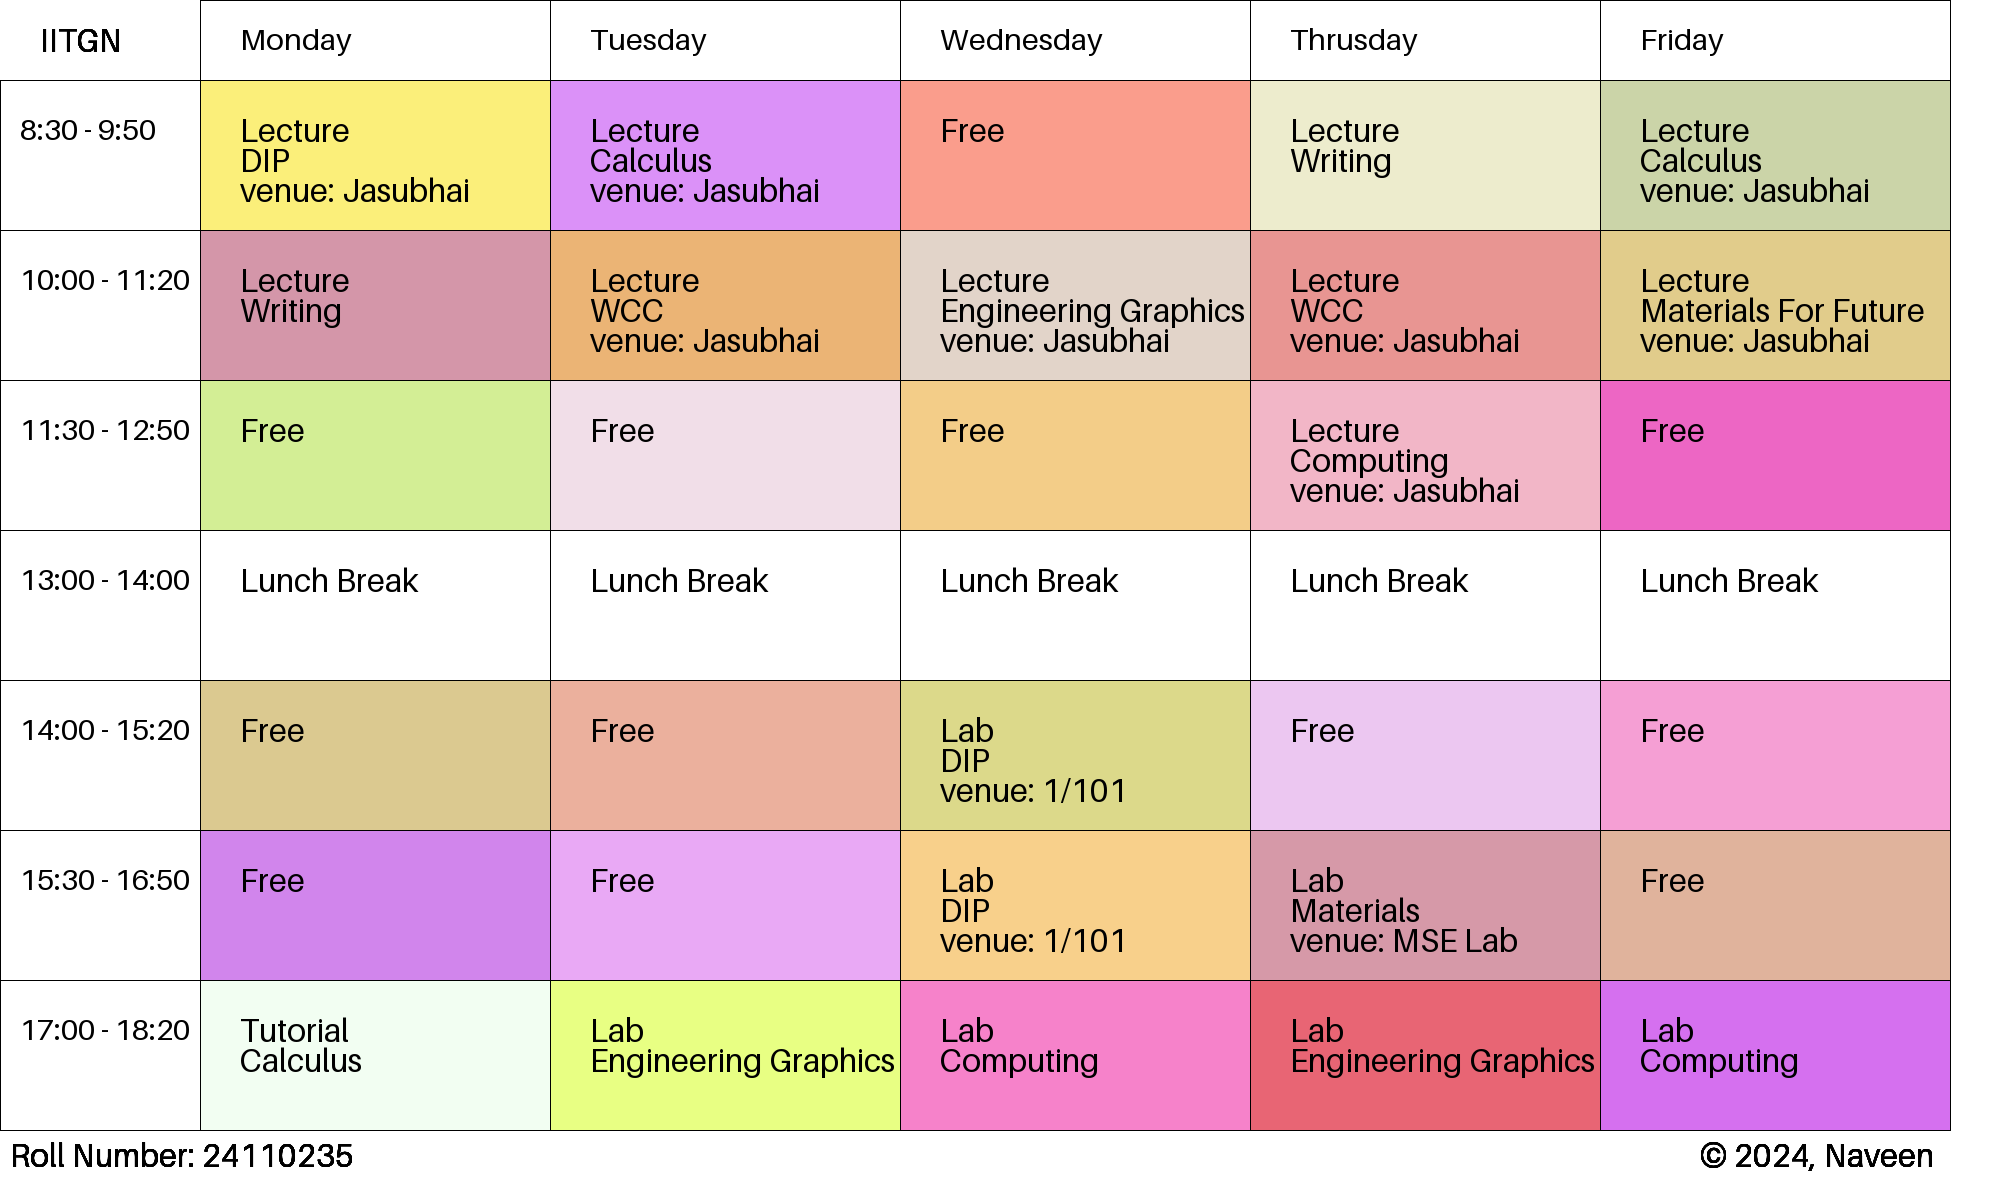 IITGN
Monday
Tuesday
Wednesday
Thrusday
Friday
8:30 - 9:50
Lecture
DIP
venue: Jasubhai
Lecture
Calculus
venue: Jasubhai
Free
Lecture
Writing
Lecture
Calculus
venue: Jasubhai
10:00 - 11:20
Lecture
Writing
Lecture
WCC
venue: Jasubhai
Lecture
Engineering Graphics
venue: Jasubhai
Lecture
WCC
venue: Jasubhai
Lecture
Materials For Future
venue: Jasubhai
11:30 - 12:50
Free
Free
Free
Lecture
Computing
venue: Jasubhai
Free
13:00 - 14:00
Lunch Break
Lunch Break
Lunch Break
Lunch Break
Lunch Break
14:00 - 15:20
Free
Free
Lab
DIP
venue: 1/101
Free
Free
15:30 - 16:50
Free
Free
Lab
DIP
venue: 1/101
Lab
Materials
venue: MSE Lab
Free
17:00 - 18:20
Tutorial
Calculus
Lab
Engineering Graphics
Lab
Computing
Lab
Engineering Graphics
Lab
Computing
Roll Number: 24110235
© 2024, Naveen